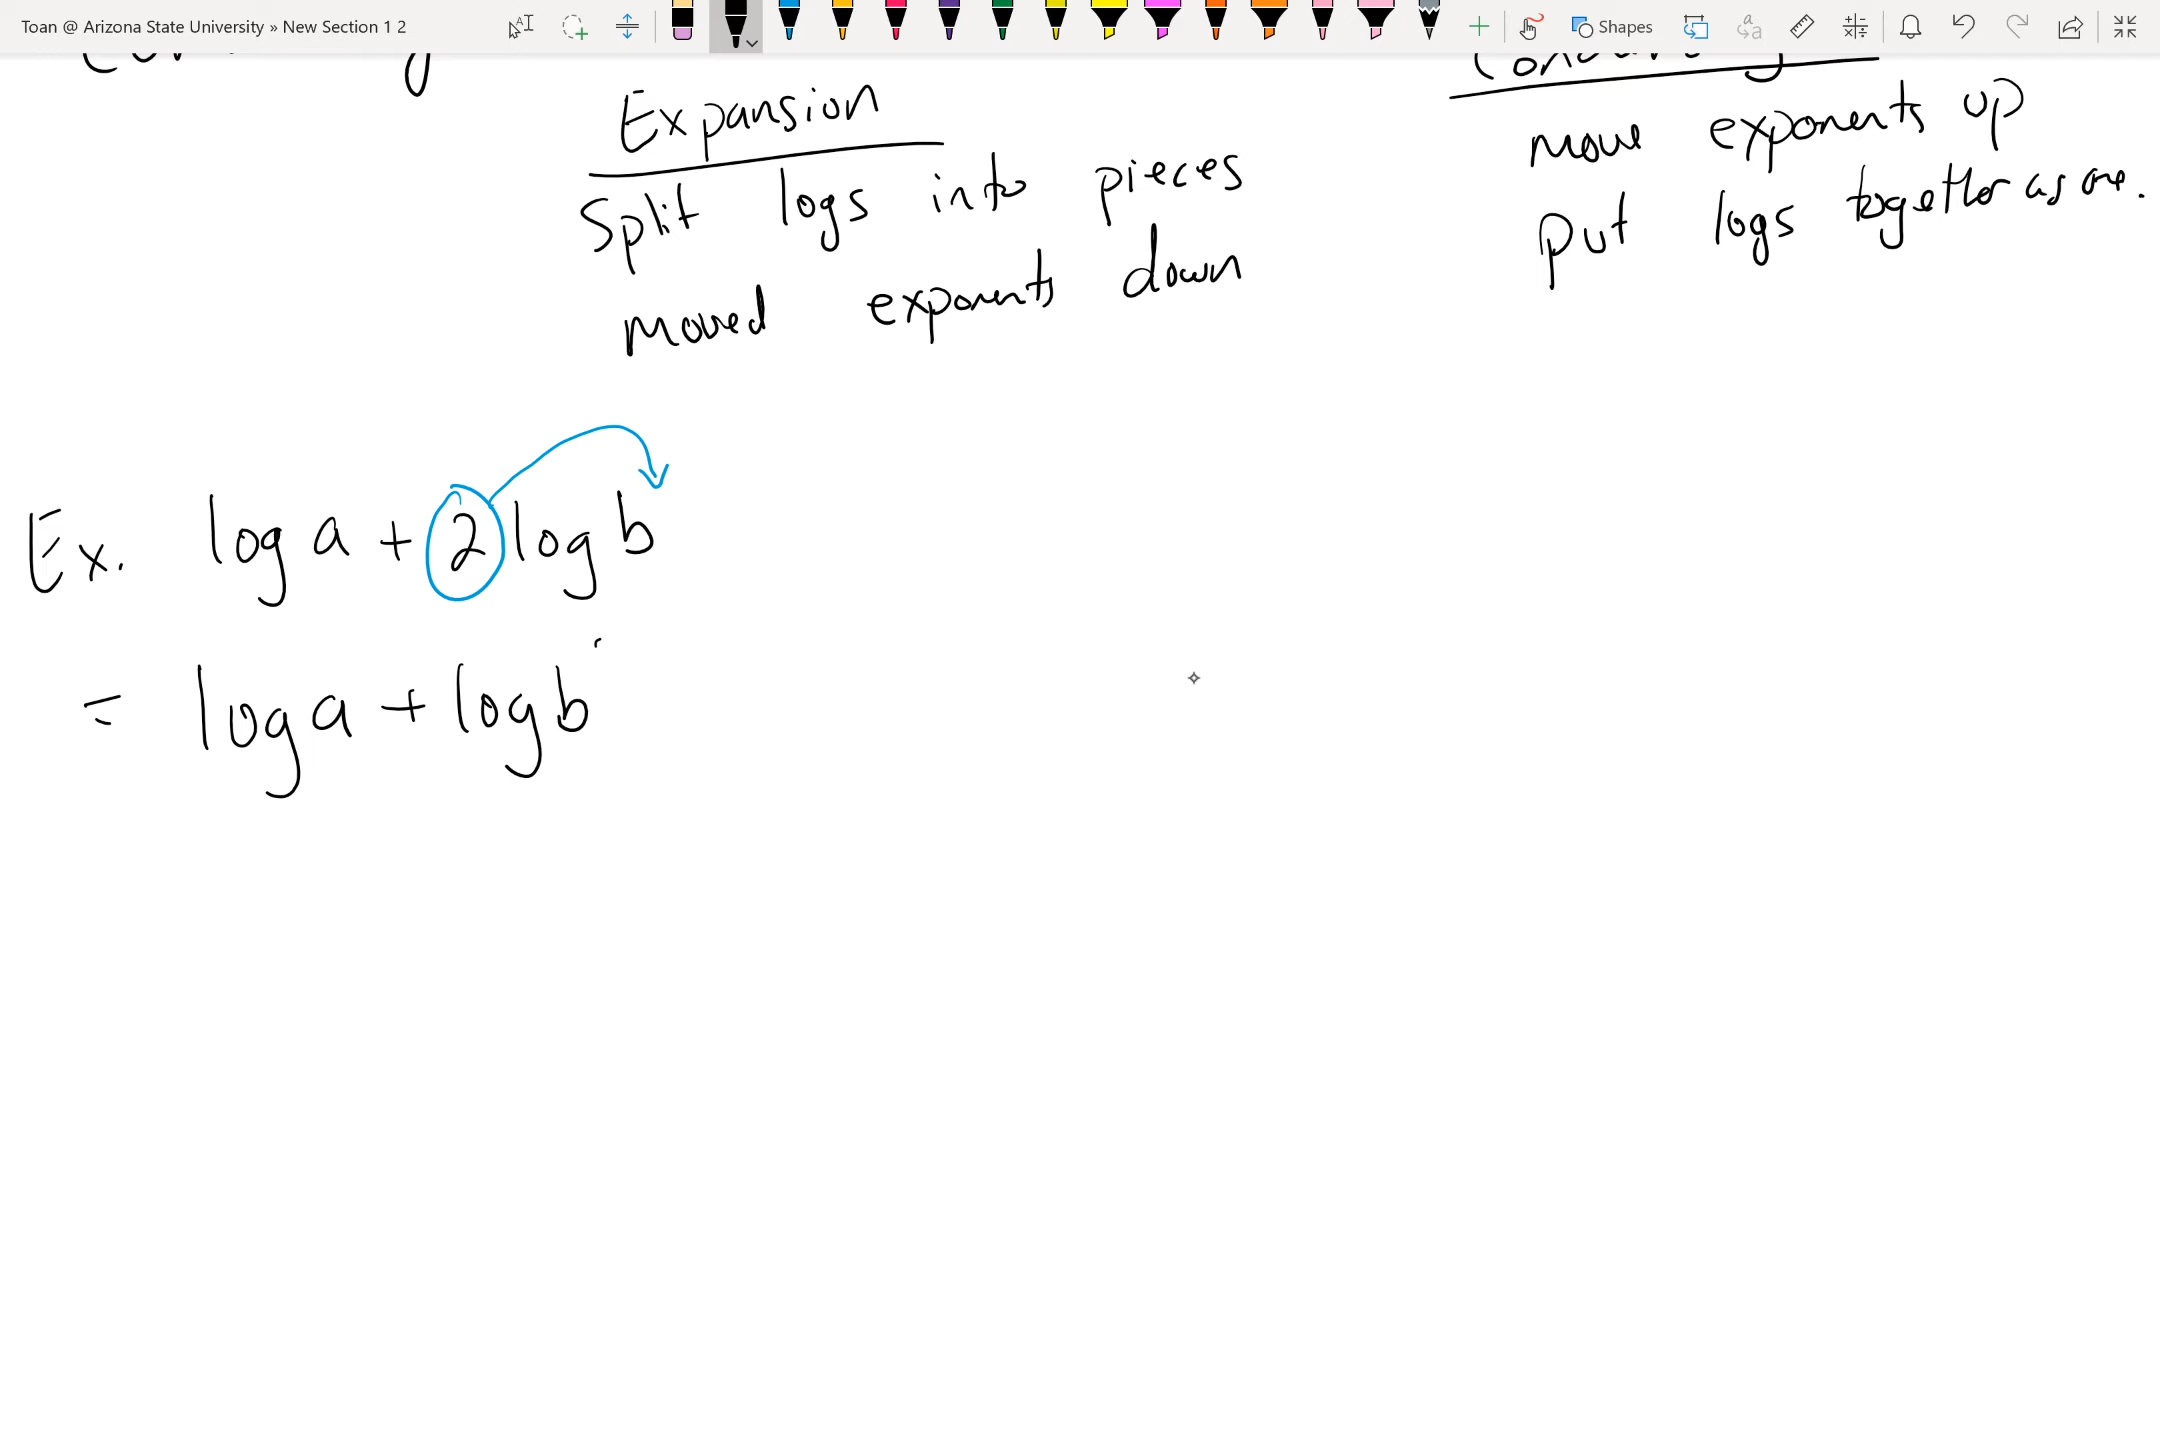 Toan @ Arizona State University » New Section 1 2
Shapes
Expansion
Split logs into pieces
moved exponents down
move exponents up
put logs together as one.
Ex. log a + 2 log b
= log a + log b